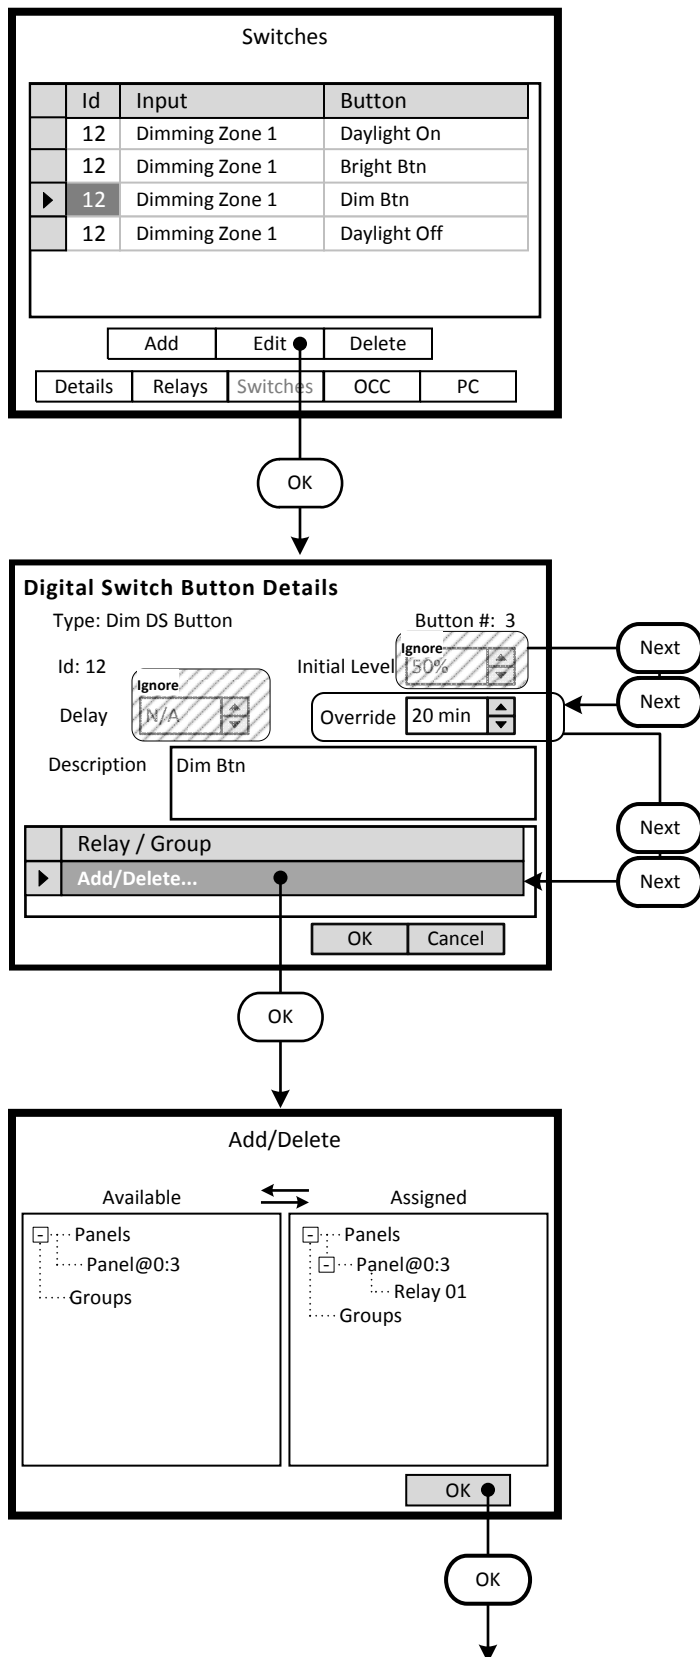 Switches
Id Input Button
12 Dimming Zone 1 Daylight On
12 Dimming Zone 1 Bright Btn
12 Dimming Zone 1 Dim Btn
12 Dimming Zone 1 Daylight Off
Add Edit Delete
Details Relays Switches OCC PC
OK
Digital Switch Button Details
Type: Dim DS Button Button #: 3
Ignore
Id: 12 Initial Level 50% Next
Ignore
Delay N/A Override 20 min Next
Description Dim Btn
Next
Relay / Group
Add/Delete... Next
OK Cancel
OK
Add/Delete
Available Assigned
Panels Panels
Panel@0:3 Panel@0:3
Relay 01
Groups Groups
OK
OK